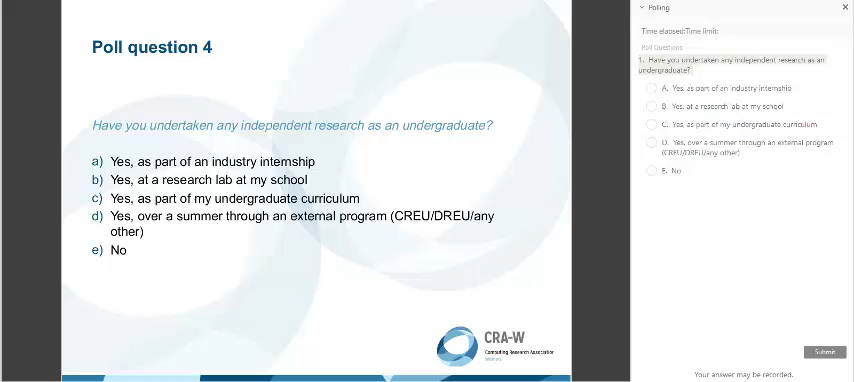 Poll question 4
Have you undertaken any independent research as an undergraduate?
a) Yes, as part of an industry internship
b) Yes, at a research lab at my school
c) Yes, as part of my undergraduate curriculum
d) Yes, over a summer through an external program (CREU/DREU/any
other)
e) No
CRA-W
Computing Research Association
Women
Polling
Time elapsed:Time limit:
Poll Questions
1. Have you undertaken any independent research as an
undergraduate?
A. Yes, as part of an industry internship
B. Yes, at a research lab at my school
C. Yes, as part of my undergraduate curriculum
D. Yes, over a summer through an external program
(CREU/DREU/any other)
E. No
Submit
Your answer may be recorded.